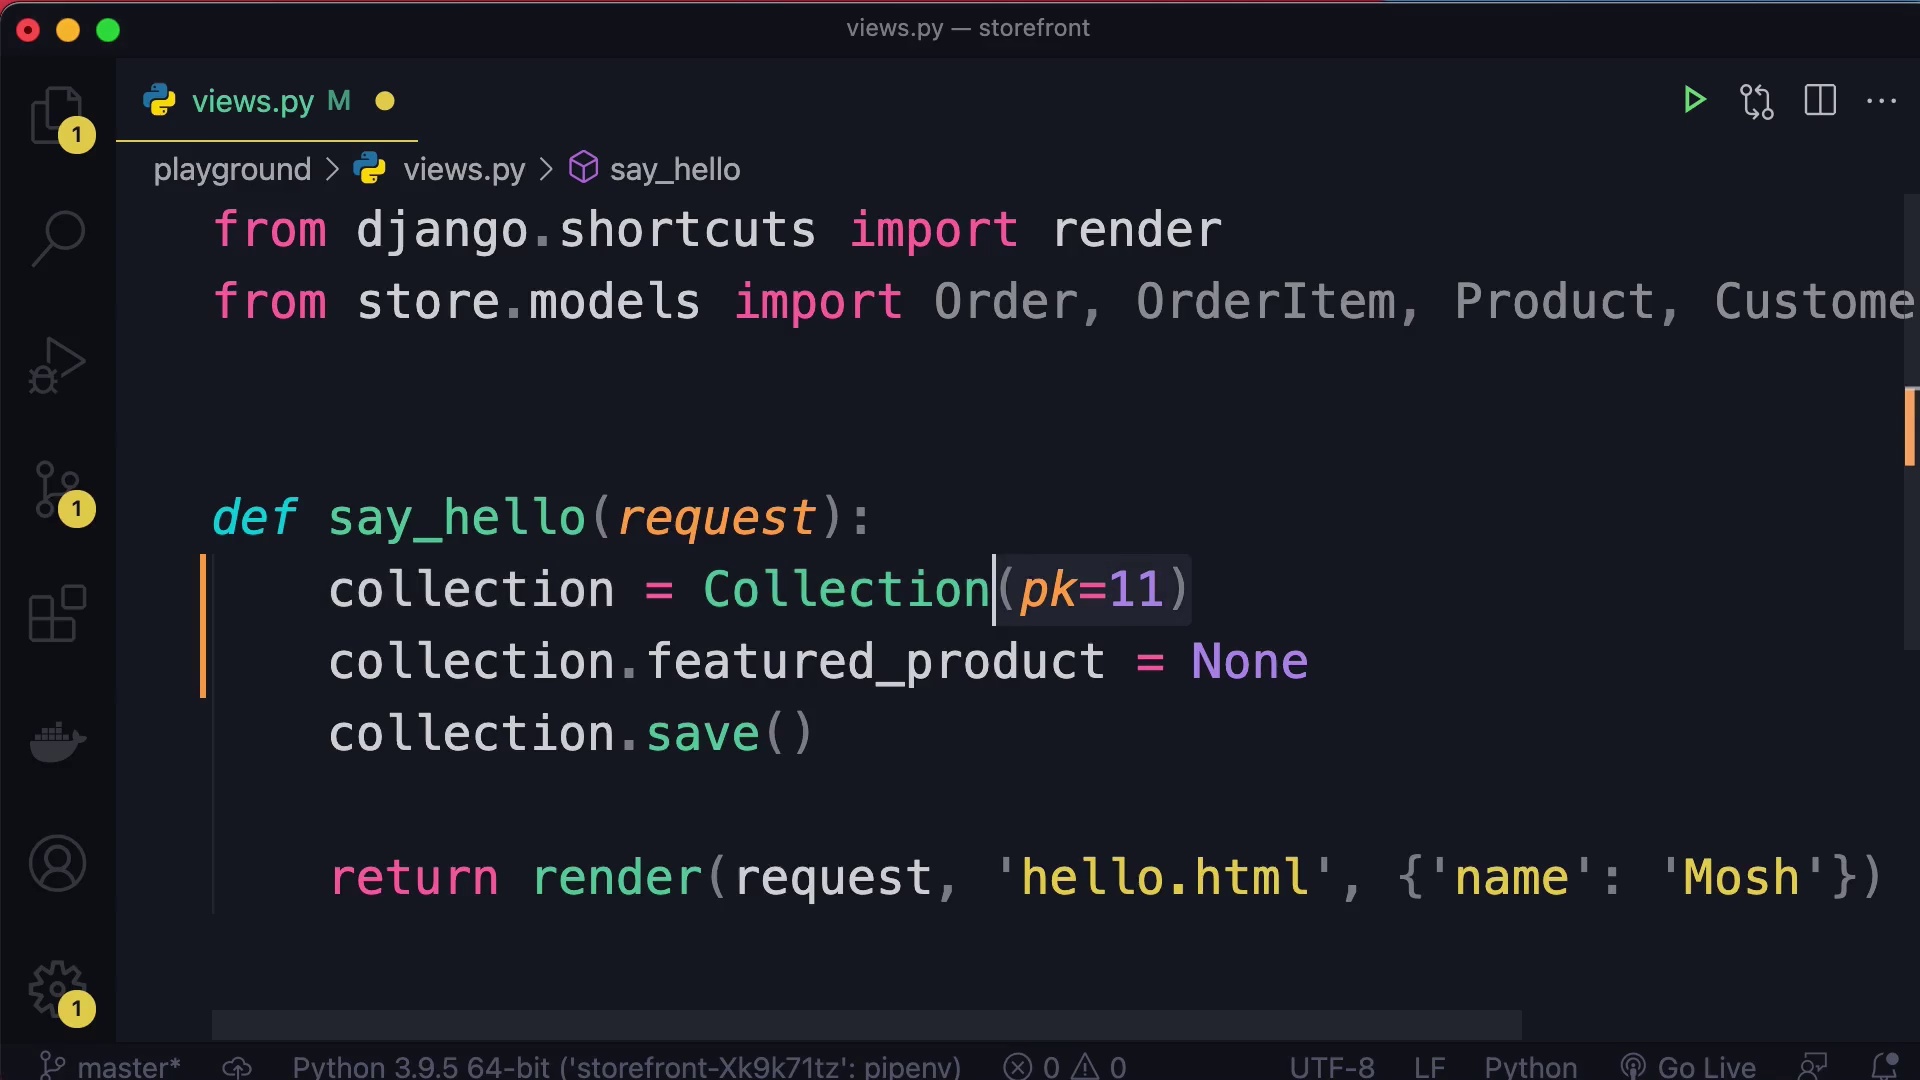 views.py — storefront
views.py M
1
playground > views.py > say_hello
from django.shortcuts import render
from store.models import Order, OrderItem, Product, Custome
def say_hello(request):
1
collection = Collection(pk=11)
collection.featured_product = None
collection.save()
return render(request, 'hello.html', {'name': 'Mosh'})
1
master* Python 3.9.5 64-bit ('storefront-Xk9k71tz': pipenv) 0 0 UTF-8 LF Python Go Live